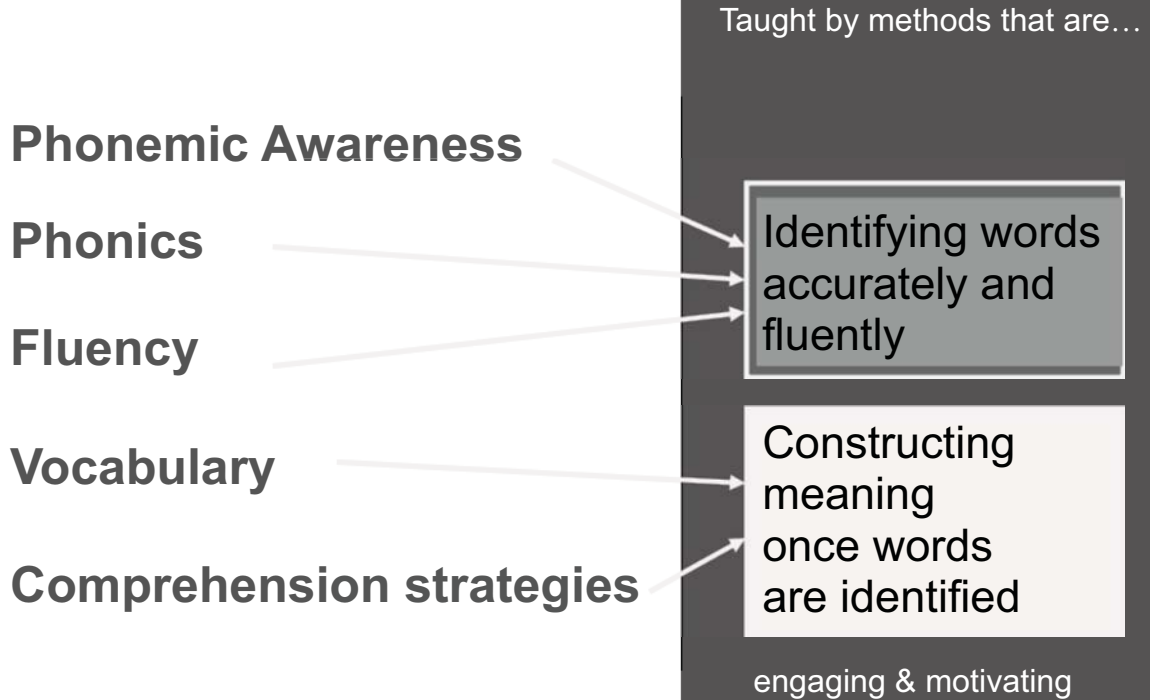 Taught by methods that are…
Phonemic Awareness
Phonics
Fluency
Vocabulary
Comprehension strategies
Identifying words
accurately and
fluently
Constructing
meaning
once words
are identified
engaging & motivating